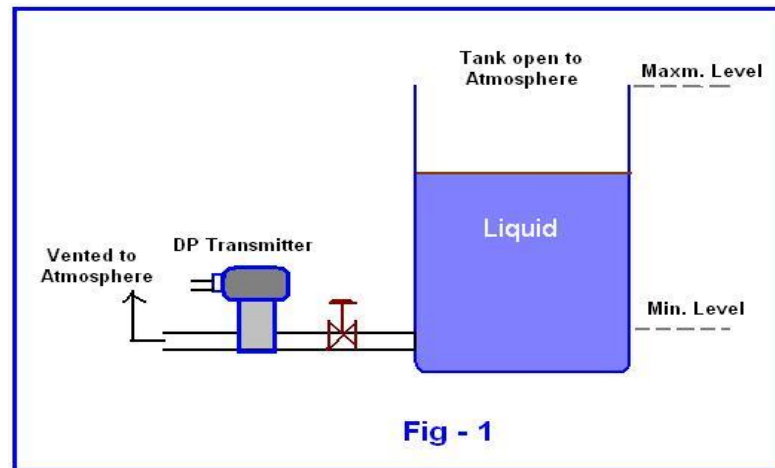 Tank open to
Atmosphere
Maxm. Level
Liquid
Vented to
Atmosphere
DP Transmitter
Min. Level
Fig - 1